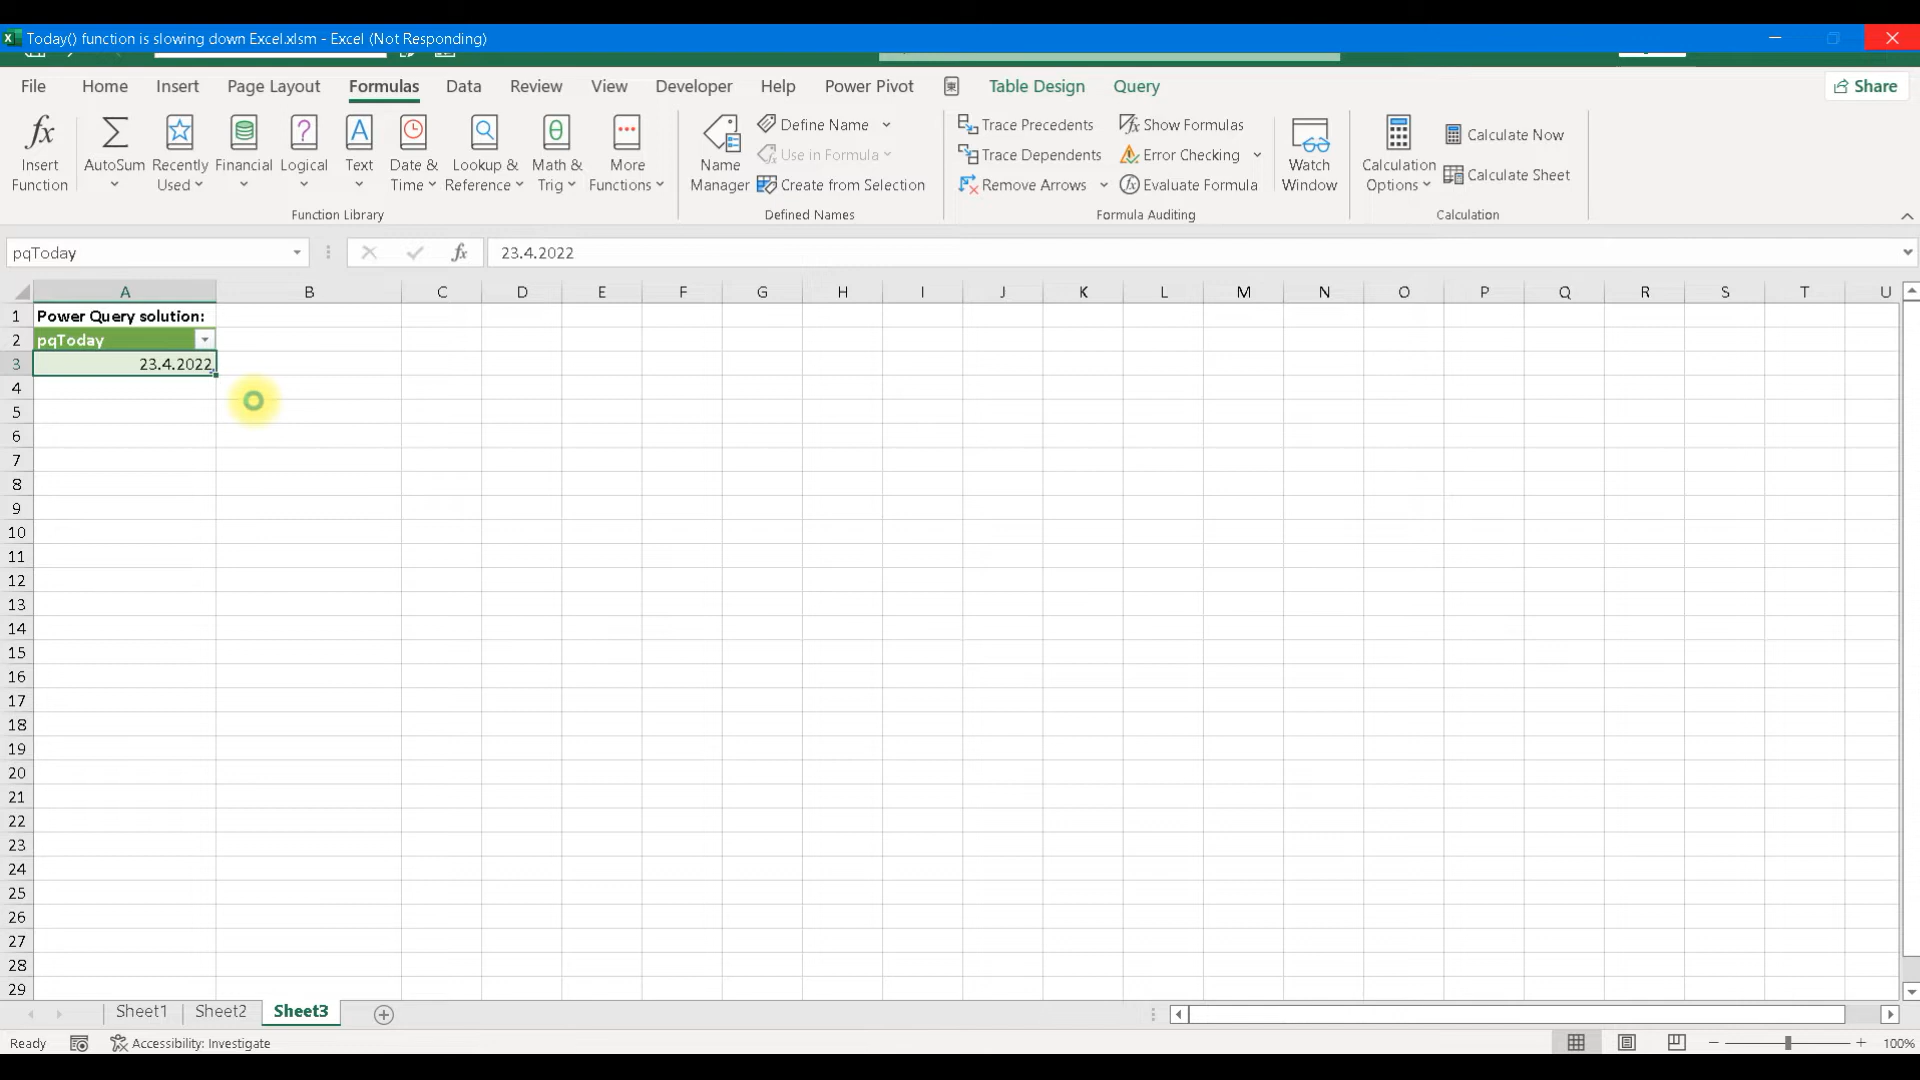 Today() function is slowing down Excel.xlsm - Excel (Not Responding)
File Home Insert Page Layout Formulas Data Review View Developer Help Power Pivot Table Design Query Share
Insert Function
AutoSum
Recently Used
Financial
Logical
Text
Date & Time
Lookup & Reference
Math & Trig
More Functions
Function Library
Name Manager
Define Name
Use in Formula
Create from Selection
Defined Names
Trace Precedents
Trace Dependents
Remove Arrows
Show Formulas
Error Checking
Evaluate Formula
Formula Auditing
Watch Window
Calculation Options
Calculate Now
Calculate Sheet
Calculation
pqToday fx 23.4.2022
A B C D E F G H I J K L M N O P Q R S T U
1 Power Query solution:
2 pqToday
3 23.4.2022
4
5
6
7
8
9
10
11
12
13
14
15
16
17
18
19
20
21
22
23
24
25
26
27
28
29
Sheet1 Sheet2 Sheet3
Ready Accessibility: Investigate 100%